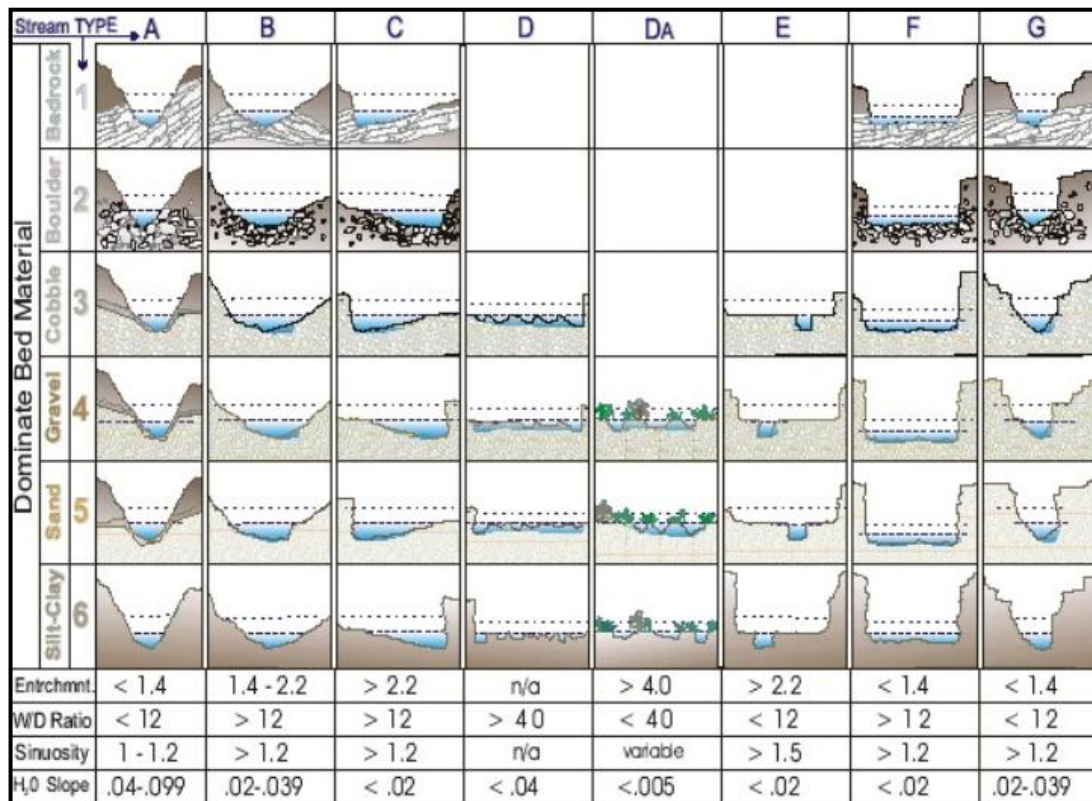 Stream TYPE A B C D DA E F G
Dominate Bed Material
Bedrock 1
Boulder 2
Cobble 3
Gravel 4
Sand 5
Silt-Clay 6
Entrchmnt. < 1.4 1.4 - 2.2 > 2.2 n/a > 4.0 > 2.2 < 1.4 < 1.4
W/D Ratio < 12 > 12 > 12 > 40 < 40 < 12 > 12 < 12
Sinuosity 1 - 1.2 > 1.2 > 1.2 n/a variable > 1.5 > 1.2 > 1.2
H₂0 Slope .04-.099 .02-.039 < .02 < .04 <.005 < .02 < .02 .02-.039